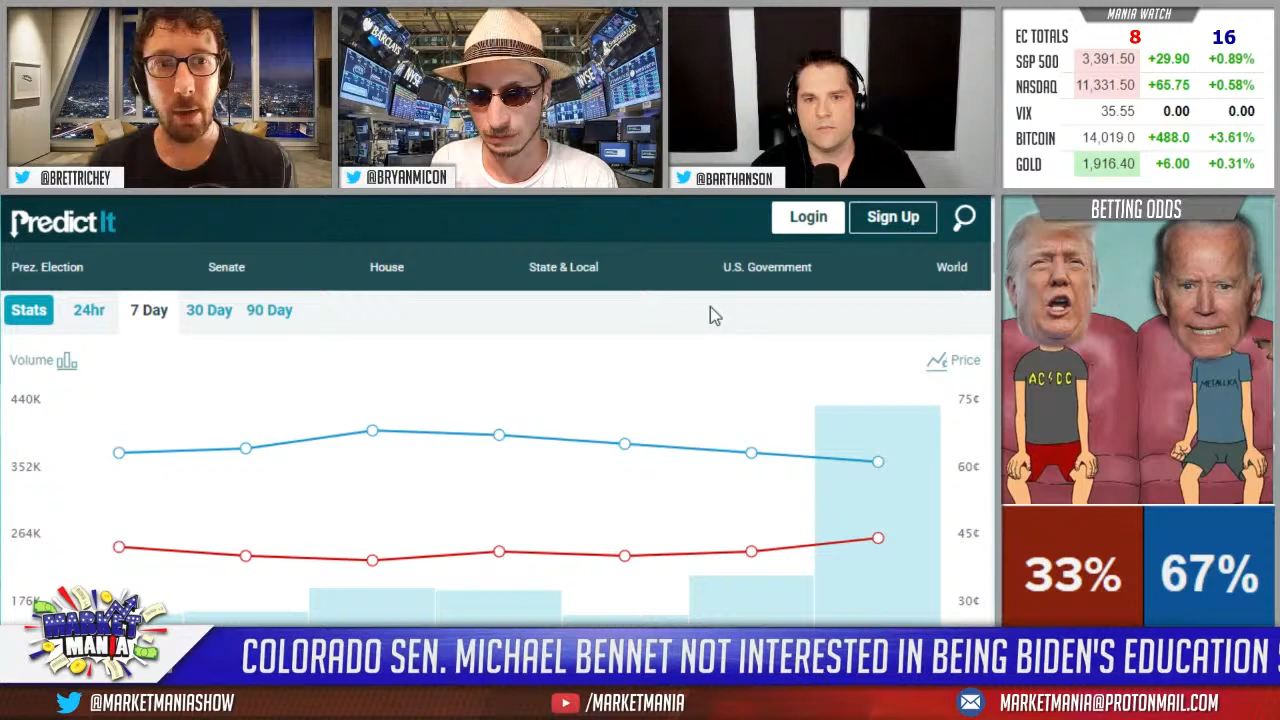 BARCLAYS
NYSE
NYSE
@BRETTRICHEY
@BRYANMICON
@BARTHANSON
MANIA WATCH
EC TOTALS 8 16
S&P 500 3,391.50 +29.90 +0.89%
NASDAQ 11,331.50 +65.75 +0.58%
VIX 35.55 0.00 0.00
BITCOIN 14,019.0 +488.0 +3.61%
GOLD 1,916.40 +6.00 +0.31%
PredictIt
Login
Sign Up
Prez. Election Senate House State & Local U.S. Government World
Stats 24hr 7 Day 30 Day 90 Day
Volume
Price
440K
75¢
352K
60¢
264K
45¢
176K
30¢
BETTING ODDS
AC⚡DC
METALLICA
33% 67%
MARKET
MANIA
COLORADO SEN. MICHAEL BENNET NOT INTERESTED IN BEING BIDEN'S EDUCATION S
@MARKETMANIASHOW
/MARKETMANIA
MARKETMANIA@PROTONMAIL.COM